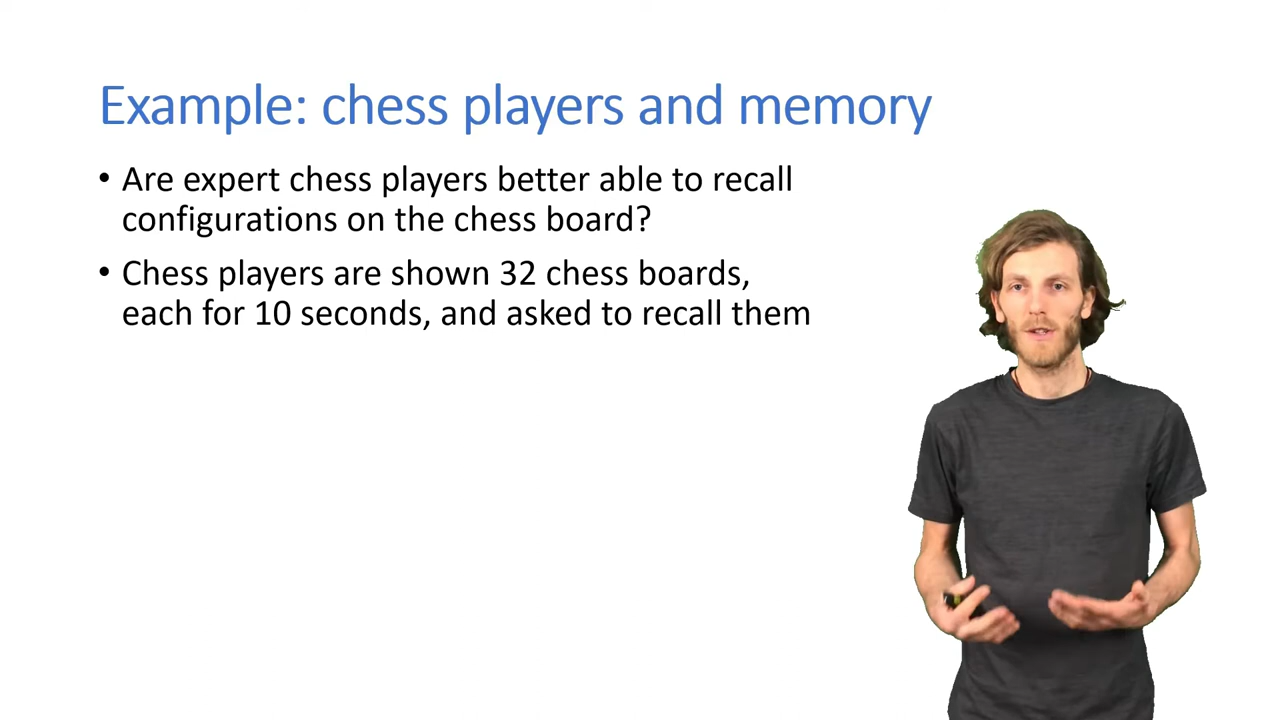 Example: chess players and memory
• Are expert chess players better able to recall
configurations on the chess board?
• Chess players are shown 32 chess boards,
each for 10 seconds, and asked to recall them